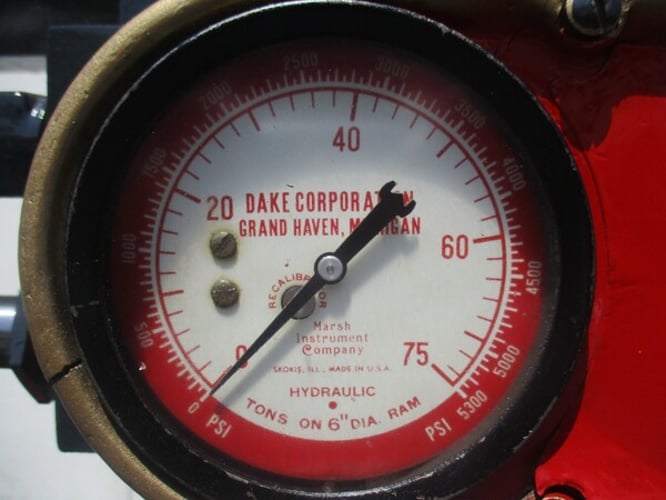 0 500 1000 1500 2000 2500 3000 3500 4000 4500 5000 5300
PSI PSI
0 20 40 60 75
DAKE CORPORATION
GRAND HAVEN, MICHIGAN
RECALIBRATOR
Marsh
Instrument
Company
SKOKIE, ILL., MADE IN U.S.A.
HYDRAULIC
TONS ON 6" DIA. RAM